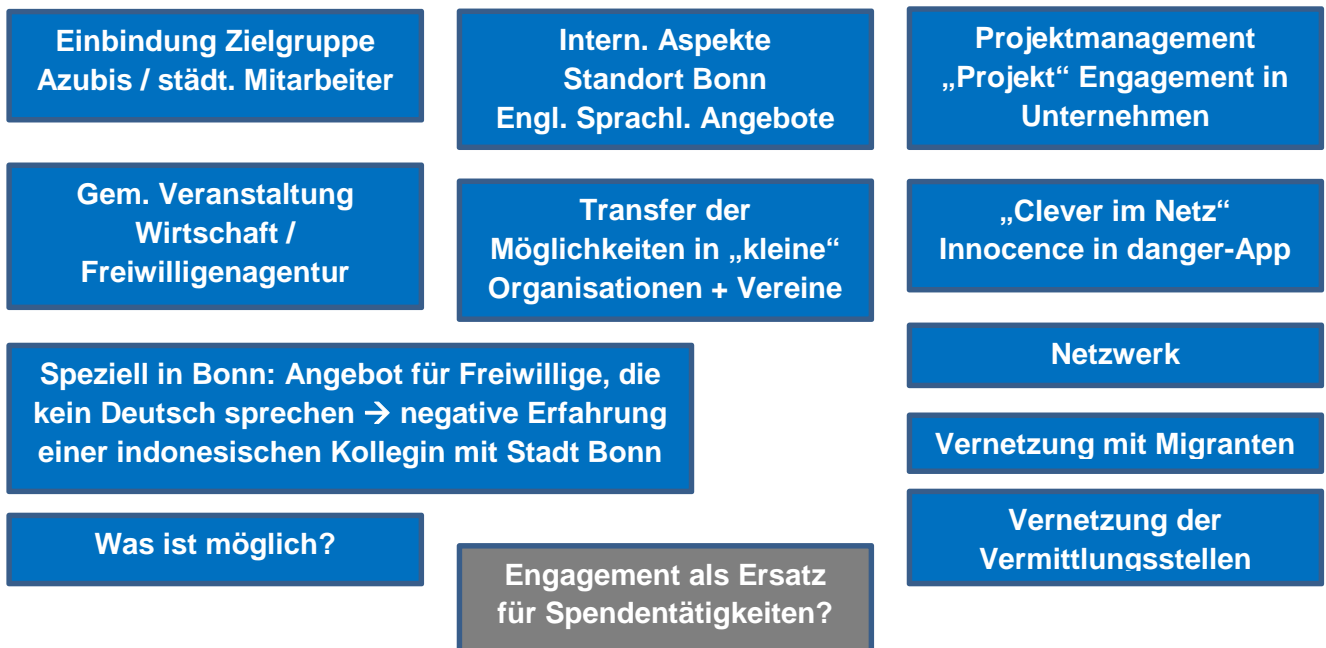 Einbindung Zielgruppe
Azubis / städt. Mitarbeiter
Intern. Aspekte
Standort Bonn
Engl. Sprachl. Angebote
Projektmanagement
„Projekt“ Engagement in
Unternehmen
Gem. Veranstaltung
Wirtschaft /
Freiwilligenagentur
Transfer der
Möglichkeiten in „kleine“
Organisationen + Vereine
„Clever im Netz“
Innocence in danger-App
Netzwerk
Speziell in Bonn: Angebot für Freiwillige, die
kein Deutsch sprechen → negative Erfahrung
einer indonesischen Kollegin mit Stadt Bonn
Vernetzung mit Migranten
Was ist möglich?
Vernetzung der
Vermittlungsstellen
Engagement als Ersatz
für Spendentätigkeiten?